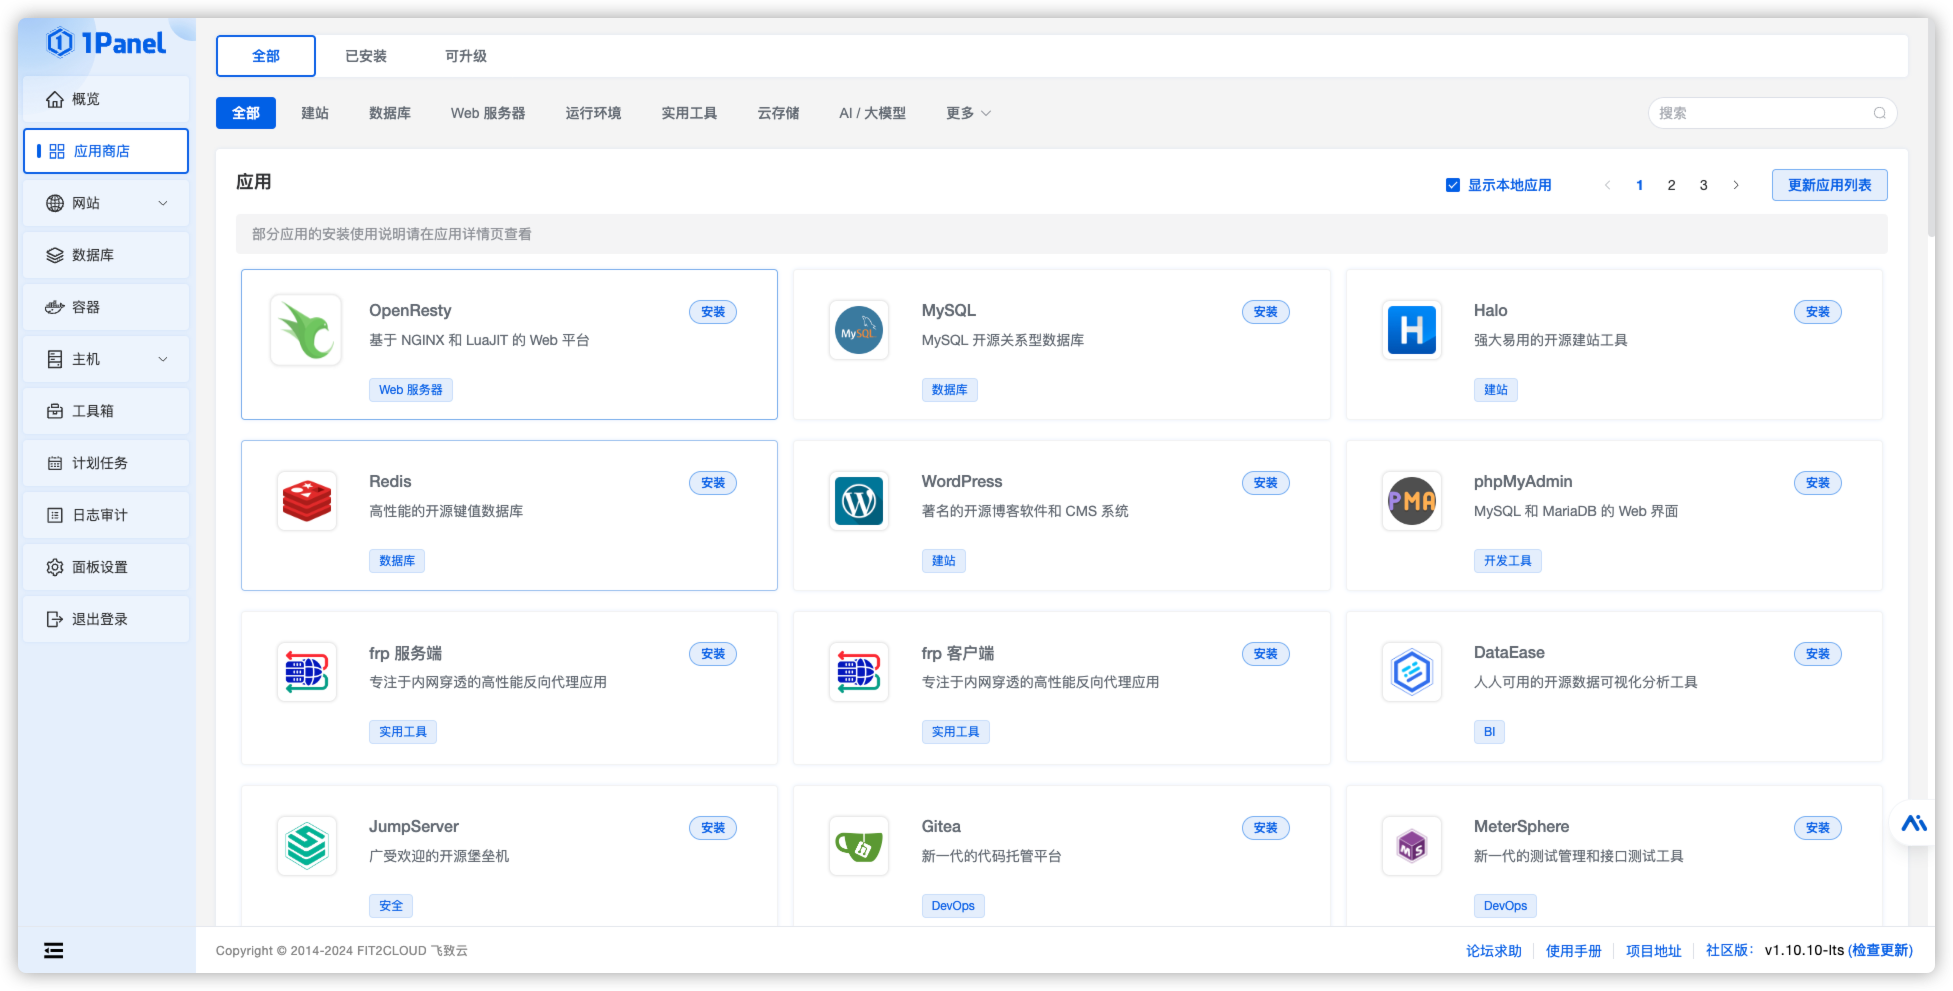 1Panel
概览
应用商店
网站
数据库
容器
主机
工具箱
计划任务
日志审计
面板设置
退出登录
全部 已安装 可升级
全部 建站 数据库 Web 服务器 运行环境 实用工具 云存储 AI / 大模型 更多 搜索
应用 显示本地应用 1 2 3 更新应用列表
部分应用的安装使用说明请在应用详情页查看
OpenResty 安装
基于 NGINX 和 LuaJIT 的 Web 平台
Web 服务器
MySQL
MySQL 安装
MySQL 开源关系型数据库
数据库
H
Halo 安装
强大易用的开源建站工具
建站
Redis 安装
高性能的开源键值数据库
数据库
WordPress 安装
著名的开源博客软件和 CMS 系统
建站
PMA
phpMyAdmin 安装
MySQL 和 MariaDB 的 Web 界面
开发工具
frp 服务端 安装
专注于内网穿透的高性能反向代理应用
实用工具
frp 客户端 安装
专注于内网穿透的高性能反向代理应用
实用工具
DataEase 安装
人人可用的开源数据可视化分析工具
BI
JumpServer 安装
广受欢迎的开源堡垒机
安全
Gitea 安装
新一代的代码托管平台
DevOps
MS
MeterSphere 安装
新一代的测试管理和接口测试工具
DevOps
Copyright © 2014-2024 FIT2CLOUD 飞致云
论坛求助 使用手册 项目地址 社区版： v1.10.10-lts (检查更新)